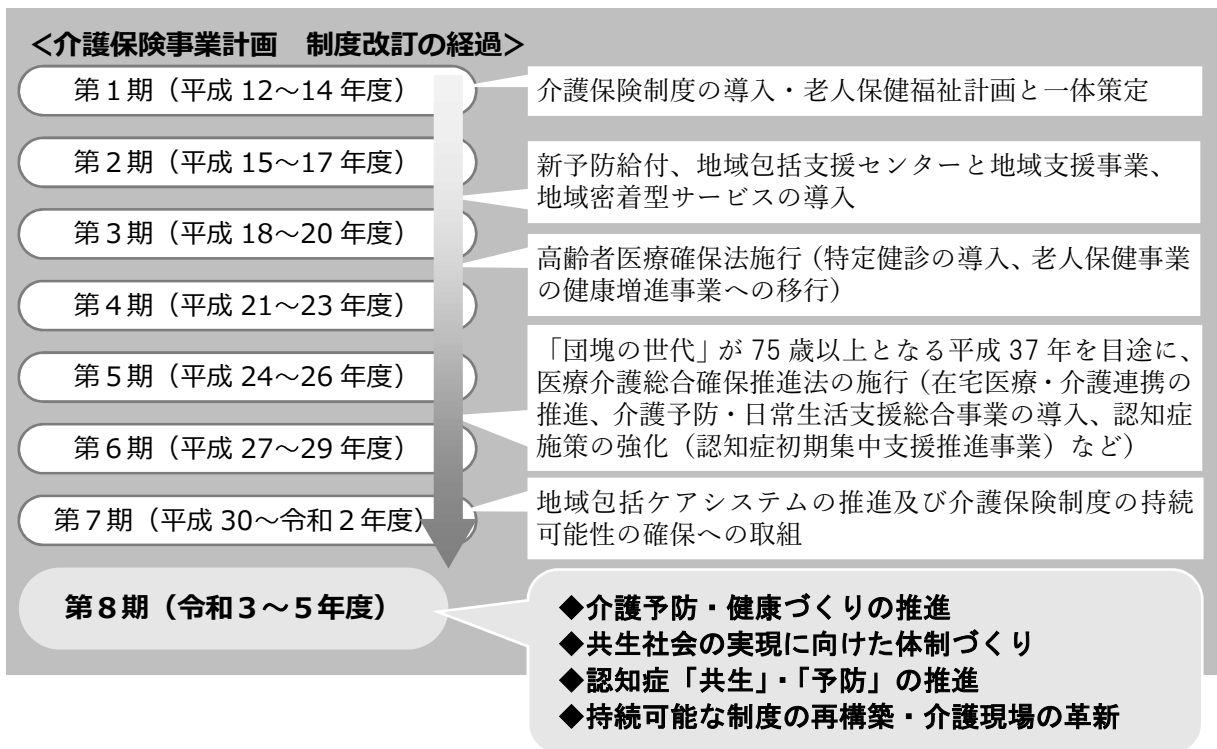 ＜介護保険事業計画　制度改訂の経過＞
第１期（平成 12～14 年度）
介護保険制度の導入・老人保健福祉計画と一体策定
第２期（平成 15～17 年度）
新予防給付、地域包括支援センターと地域支援事業、
地域密着型サービスの導入
第３期（平成 18～20 年度）
高齢者医療確保法施行（特定健診の導入、老人保健事業
の健康増進事業への移行）
第４期（平成 21～23 年度）
「団塊の世代」が 75 歳以上となる平成 37 年を目途に、
医療介護総合確保推進法の施行（在宅医療・介護連携の
推進、介護予防・日常生活支援総合事業の導入、認知症
施策の強化（認知症初期集中支援推進事業）など）
第５期（平成 24～26 年度）
第６期（平成 27～29 年度）
第７期（平成 30～令和２年度）
地域包括ケアシステムの推進及び介護保険制度の持続
可能性の確保への取組
第８期（令和３～５年度）
◆介護予防・健康づくりの推進
◆共生社会の実現に向けた体制づくり
◆認知症「共生」・「予防」の推進
◆持続可能な制度の再構築・介護現場の革新